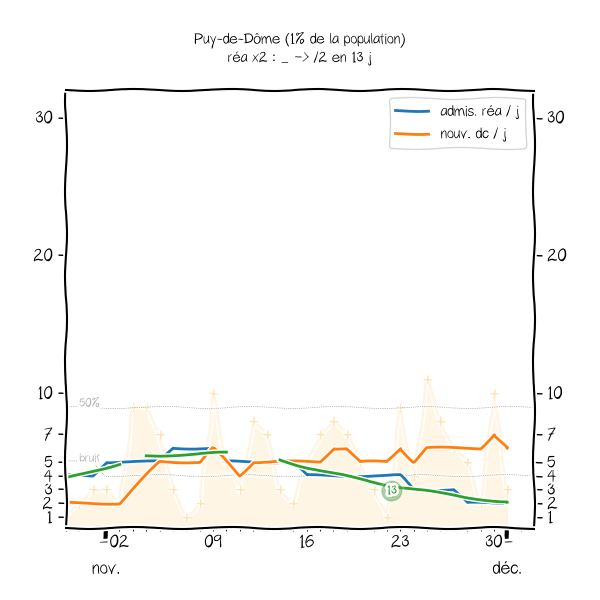 Puy-de-Dôme (1% de la population)
réa x2 : _ -> /2 en 13 j
admis. réa / j
nouv. dc / j
30 30
20 20
10 10
50%
7 7
bruit
5 5
4 4
3 3
13
2 2
1 1
02 09 16 23 30
nov. déc.